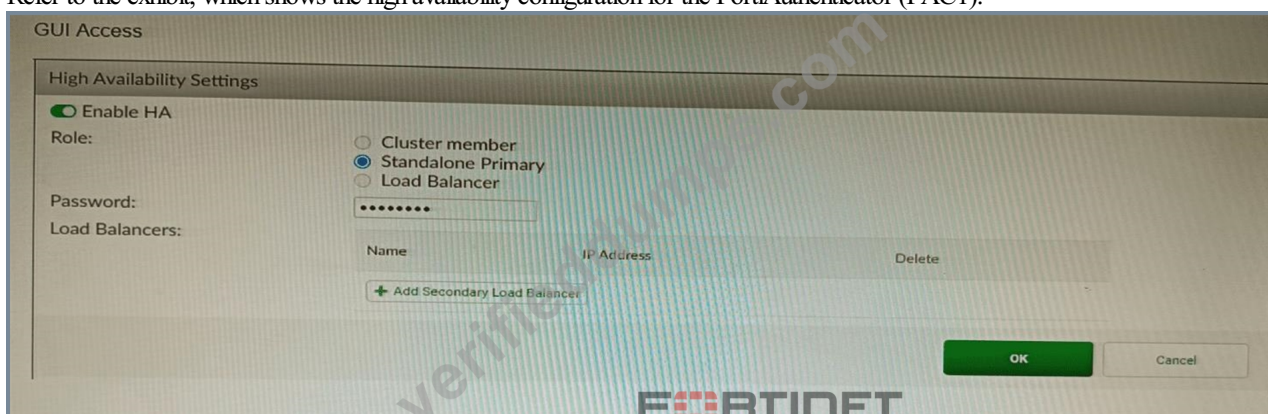 Refer to the exhibit, which shows the high availability configuration for the FortiAuthenticator (FAC1).
GUI Access
High Availability Settings
Enable HA
Role:
Cluster member
Standalone Primary
Load Balancer
Password:
••••••••
Load Balancers:
Name IP Address Delete
+ Add Secondary Load Balancer
OK Cancel
FORTINET